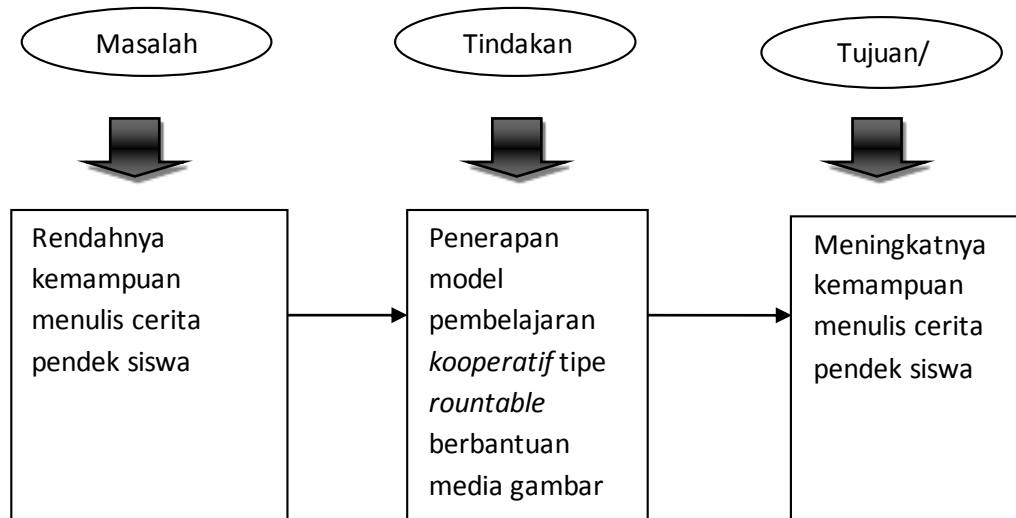 Masalah
Tindakan
Tujuan/
Rendahnya
kemampuan
menulis cerita
pendek siswa
Penerapan
model
pembelajaran
kooperatif tipe
rountable
berbantuan
media gambar
Meningkatnya
kemampuan
menulis cerita
pendek siswa